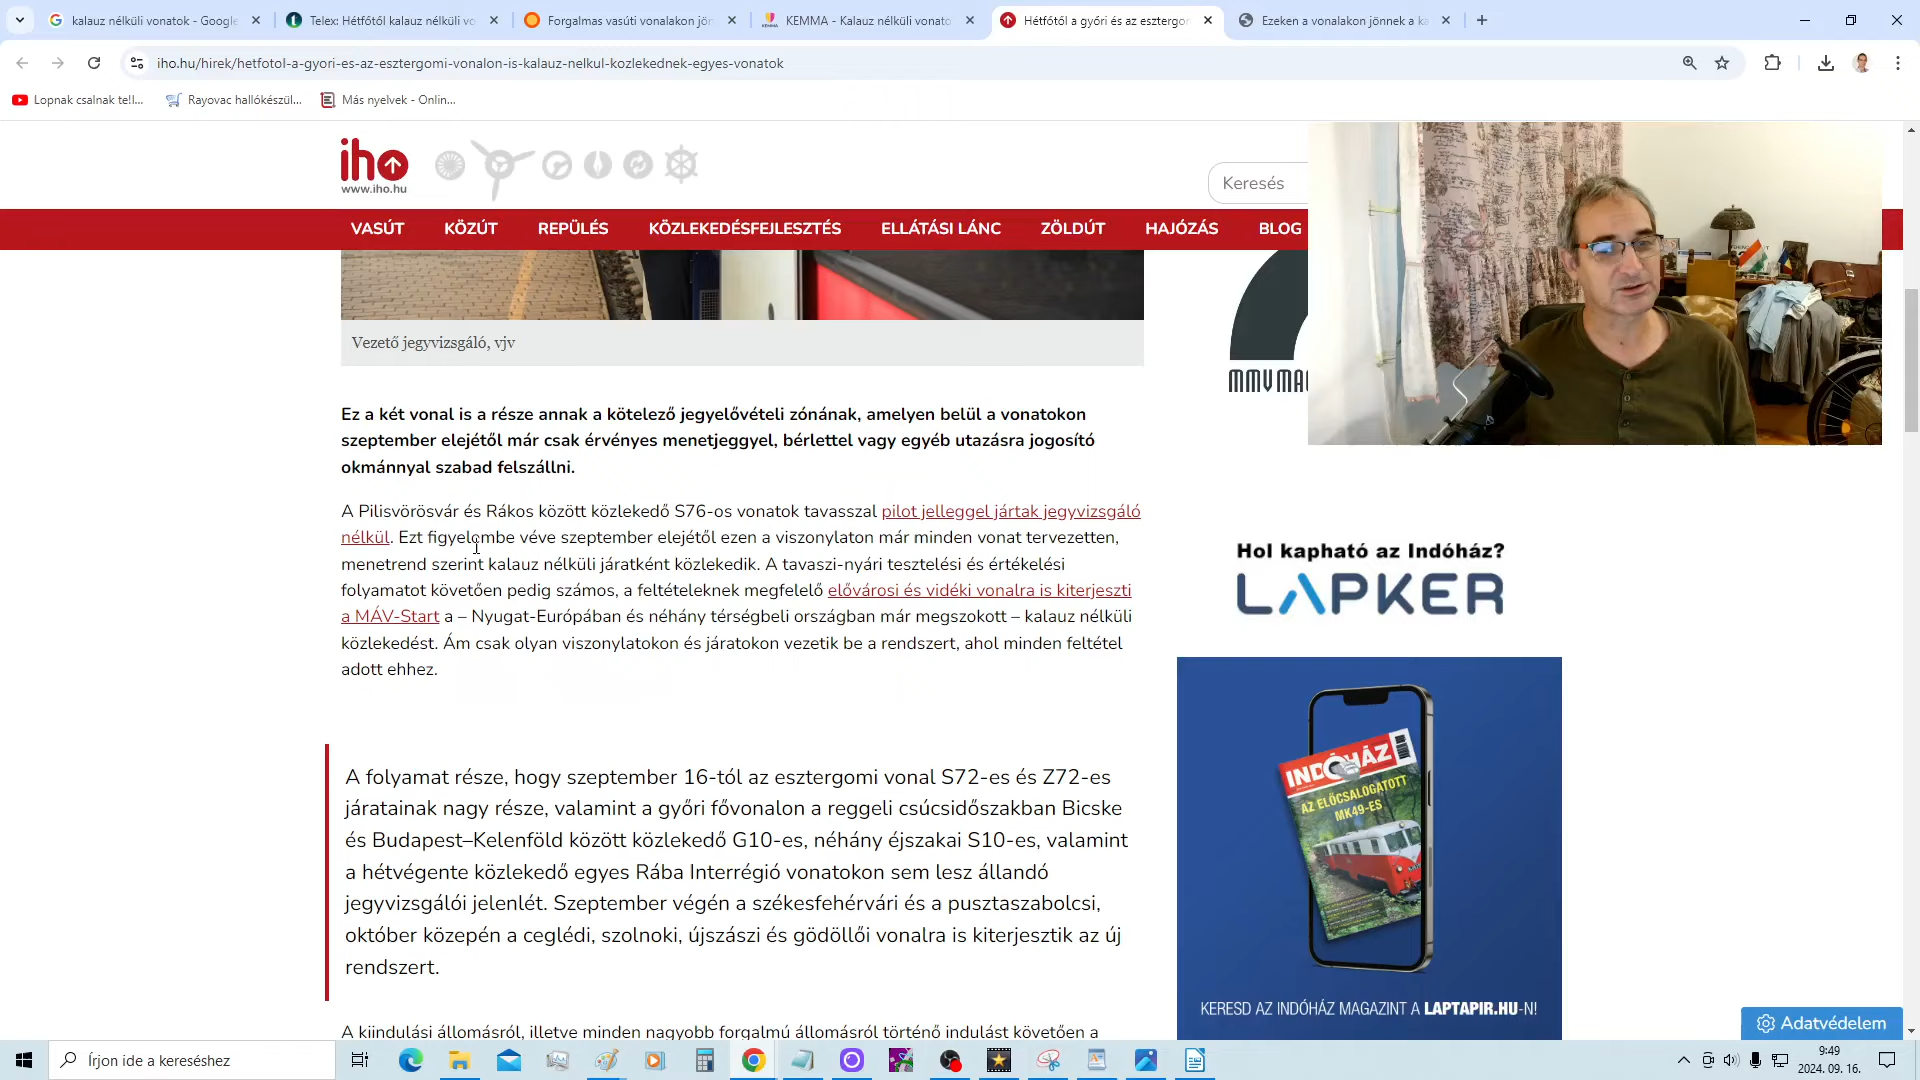 kalauz nélküli vonatok - Google
Telex: Hétfőtől kalauz nélküli vo
Forgalmas vasúti vonalakon jön
KEMMA - Kalauz nélküli vonato
Hétfőtől a győri és az esztergo
Ezeken a vonalakon jönnek a ka
iho.hu/hirek/hetfotol-a-gyori-es-az-esztergomi-vonalon-is-kalauz-nelkul-kozlekednek-egyes-vonatok
Lopnak csalnak te!l...
Rayovac hallókészül...
Más nyelvek - Onlin...
iho
www.iho.hu
Keresés
VASÚT KÖZÚT REPÜLÉS KÖZLEKEDÉSFEJLESZTÉS ELLÁTÁSI LÁNC ZÖLDÚT HAJÓZÁS BLOG
Vezető jegyvizsgáló, vjv
MMV MA
Ez a két vonal is a része annak a kötelező jegyelővételi zónának, amelyen belül a vonatokon
szeptember elejétől már csak érvényes menetjeggyel, bérlettel vagy egyéb utazásra jogosító
okmánnyal szabad felszállni.
A Pilisvörösvár és Rákos között közlekedő S76-os vonatok tavasszal pilot jelleggel jártak jegyvizsgáló
nélkül. Ezt figyelembe véve szeptember elejétől ezen a viszonylaton már minden vonat tervezetten,
menetrend szerint kalauz nélküli járatként közlekedik. A tavaszi-nyári tesztelési és értékelési
folyamatot követően pedig számos, a feltételeknek megfelelő elővárosi és vidéki vonalra is kiterjeszti
a MÁV-Start a – Nyugat-Európában és néhány térségbeli országban már megszokott – kalauz nélküli
közlekedést. Ám csak olyan viszonylatokon és járatokon vezetik be a rendszert, ahol minden feltétel
adott ehhez.
Hol kapható az Indóház?
LAPKER
A folyamat része, hogy szeptember 16-tól az esztergomi vonal S72-es és Z72-es
járatainak nagy része, valamint a győri fővonalon a reggeli csúcsidőszakban Bicske
és Budapest–Kelenföld között közlekedő G10-es, néhány éjszakai S10-es, valamint
a hétvégente közlekedő egyes Rába Interrégió vonatokon sem lesz állandó
jegyvizsgálói jelenlét. Szeptember végén a székesfehérvári és a pusztaszabolcsi,
október közepén a ceglédi, szolnoki, újszászi és gödöllői vonalra is kiterjesztik az új
rendszert.
INDÓHÁZ
AZ ELŐCSALOGATOTT
MK49-ES
KERESD AZ INDÓHÁZ MAGAZINT A LAPTAPIR.HU-N!
A kiindulási állomásról, illetve minden nagyobb forgalmú állomásról történő indulást követően a
Adatvédelem
Írjon ide a kereséshez
9:49
2024. 09. 16.